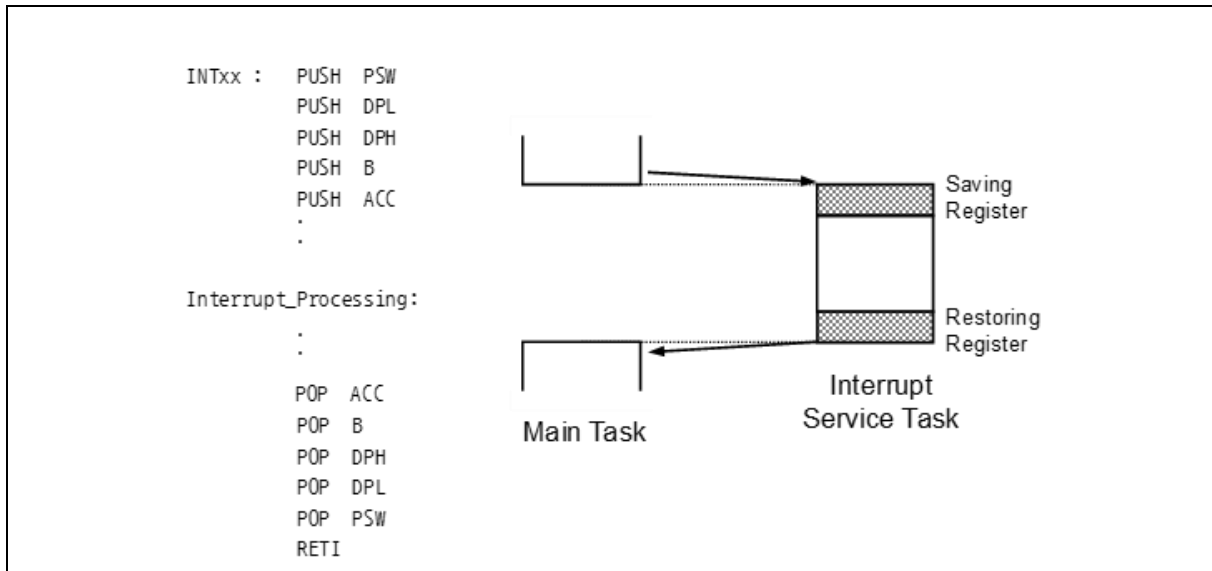 INTxx : PUSH PSW
PUSH DPL
PUSH DPH
PUSH B
PUSH ACC
.
.
Interrupt_Processing:
.
.
POP ACC
POP B
POP DPH
POP DPL
POP PSW
RETI
Main Task
Saving
Register
Restoring
Register
Interrupt
Service Task